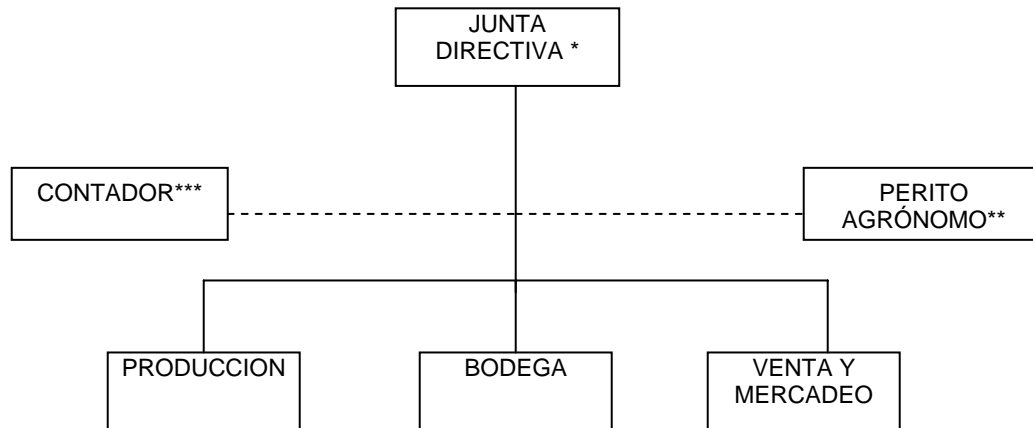 JUNTA
DIRECTIVA *
CONTADOR***
PERITO
AGRÓNOMO**
PRODUCCION
BODEGA
VENTA Y
MERCADEO